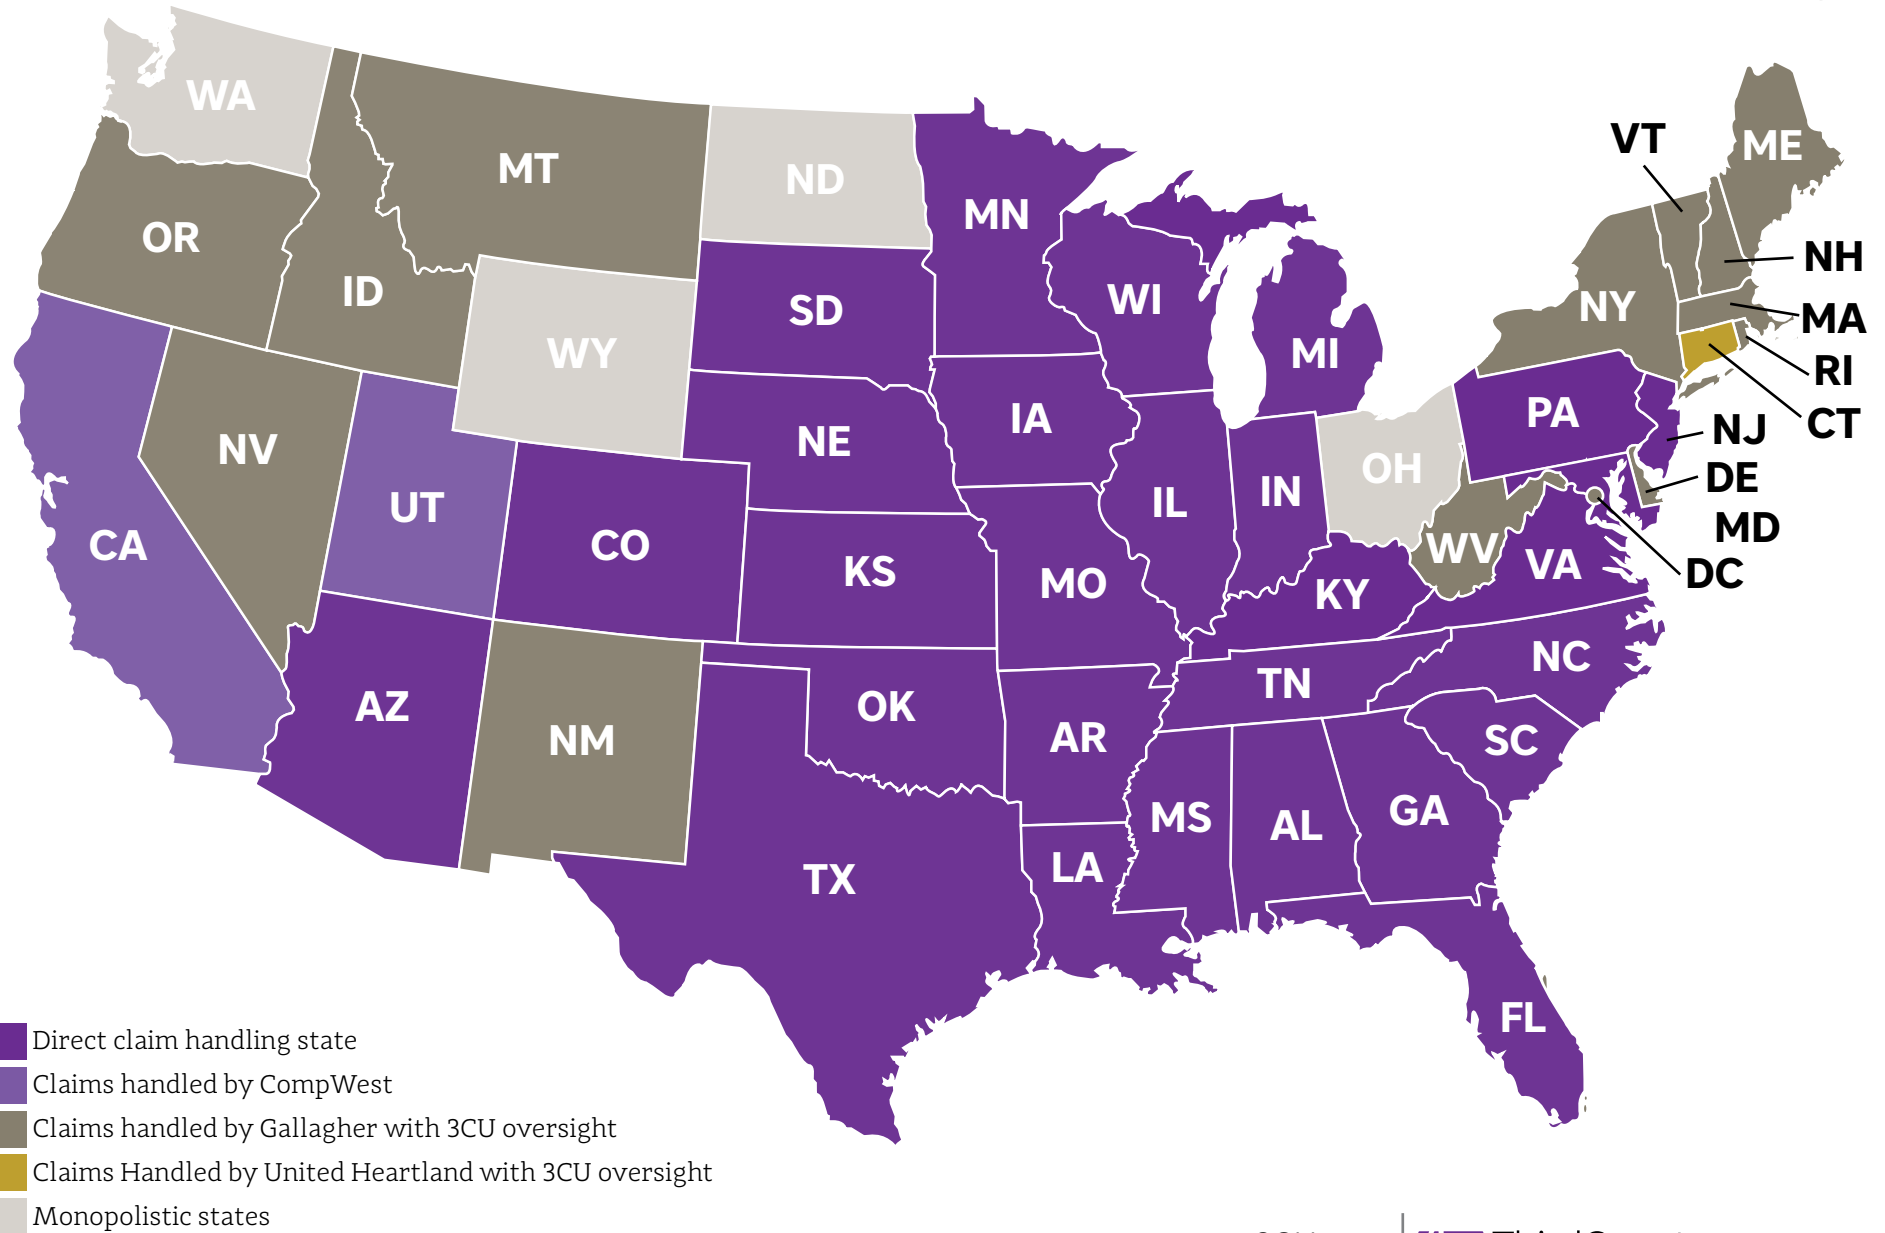 WA
MT
ND
VT
ME
OR
MN
ID
SD
WI
NH
NY
MA
WY
MI
RI
NV
NE
IA
PA
CT
NJ
UT
OH
DE
CA
CO
KS
MO
IL
IN
WV
VA
MD
DC
KY
AZ
NM
OK
AR
TN
NC
SC
TX
LA
MS
AL
GA
FL
Direct claim handling state
Claims handled by CompWest
Claims handled by Gallagher with 3CU oversight
Claims Handled by United Heartland with 3CU oversight
Monopolistic states